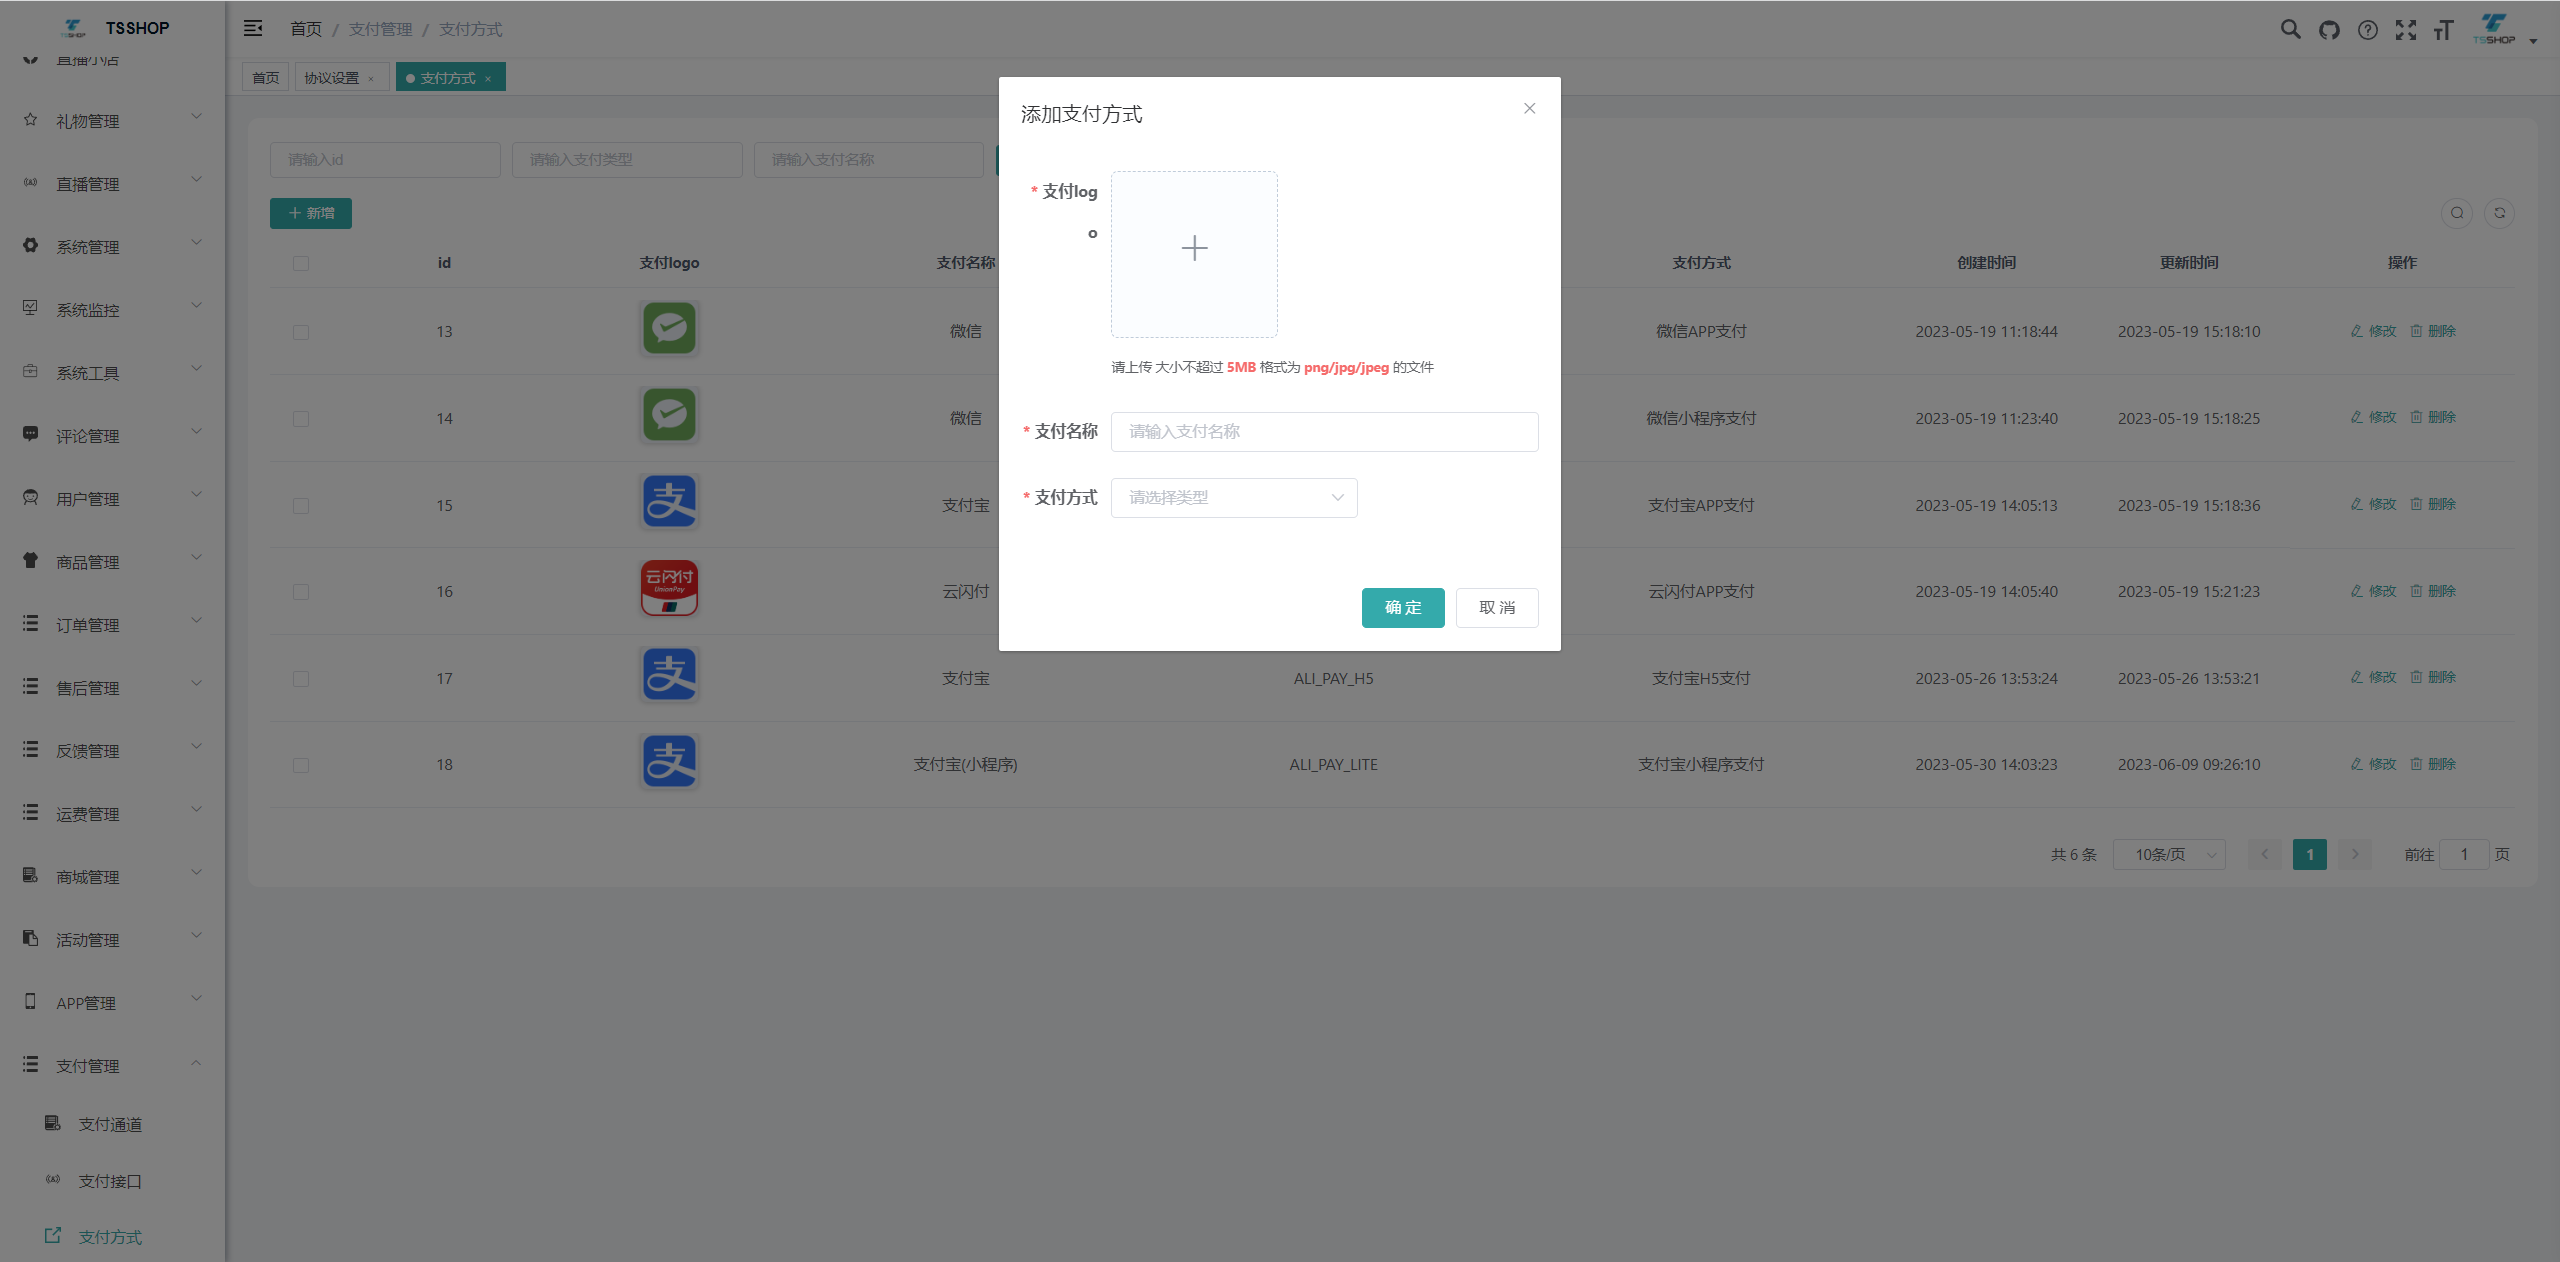 TSSHOP
首页 / 支付管理 / 支付方式
TSSHOP
首页
协议设置 ×
支付方式 ×
直播小店
礼物管理
直播管理
系统管理
系统监控
系统工具
评论管理
用户管理
商品管理
订单管理
售后管理
反馈管理
运费管理
商城管理
活动管理
APP管理
支付管理
支付通道
支付接口
支付方式
请输入id
请输入支付类型
请输入支付名称
新增
id 支付logo 支付名称 支付方式 创建时间 更新时间 操作
13 微信 微信APP支付 2023-05-19 11:18:44 2023-05-19 15:18:10 修改 删除
14 微信 微信小程序支付 2023-05-19 11:23:40 2023-05-19 15:18:25 修改 删除
15 支 支付宝 支付宝APP支付 2023-05-19 14:05:13 2023-05-19 15:18:36 修改 删除
16 云闪付 UnionPay 云闪付 云闪付APP支付 2023-05-19 14:05:40 2023-05-19 15:21:23 修改 删除
17 支 支付宝 ALI_PAY_H5 支付宝H5支付 2023-05-26 13:53:24 2023-05-26 13:53:21 修改 删除
18 支 支付宝(小程序) ALI_PAY_LITE 支付宝小程序支付 2023-05-30 14:03:23 2023-06-09 09:26:10 修改 删除
共 6 条 10条/页 1 前往 1 页
添加支付方式
* 支付log
o
请上传 大小不超过 5MB 格式为 png/jpg/jpeg 的文件
* 支付名称 请输入支付名称
* 支付方式 请选择类型
确 定
取 消